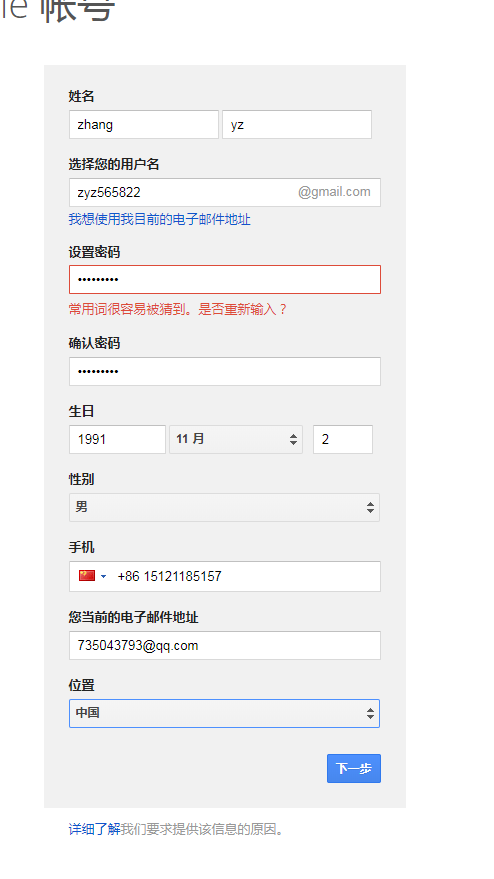 le 帐号
姓名
zhang yz
选择您的用户名
zyz565822 @gmail.com
我想使用我目前的电子邮件地址
设置密码
•••••••••
常用词很容易被猜到。是否重新输入？
确认密码
•••••••••
生日
1991 11 月 2
性别
男
手机
+86 15121185157
您当前的电子邮件地址
735043793@qq.com
位置
中国
下一步
详细了解我们要求提供该信息的原因。